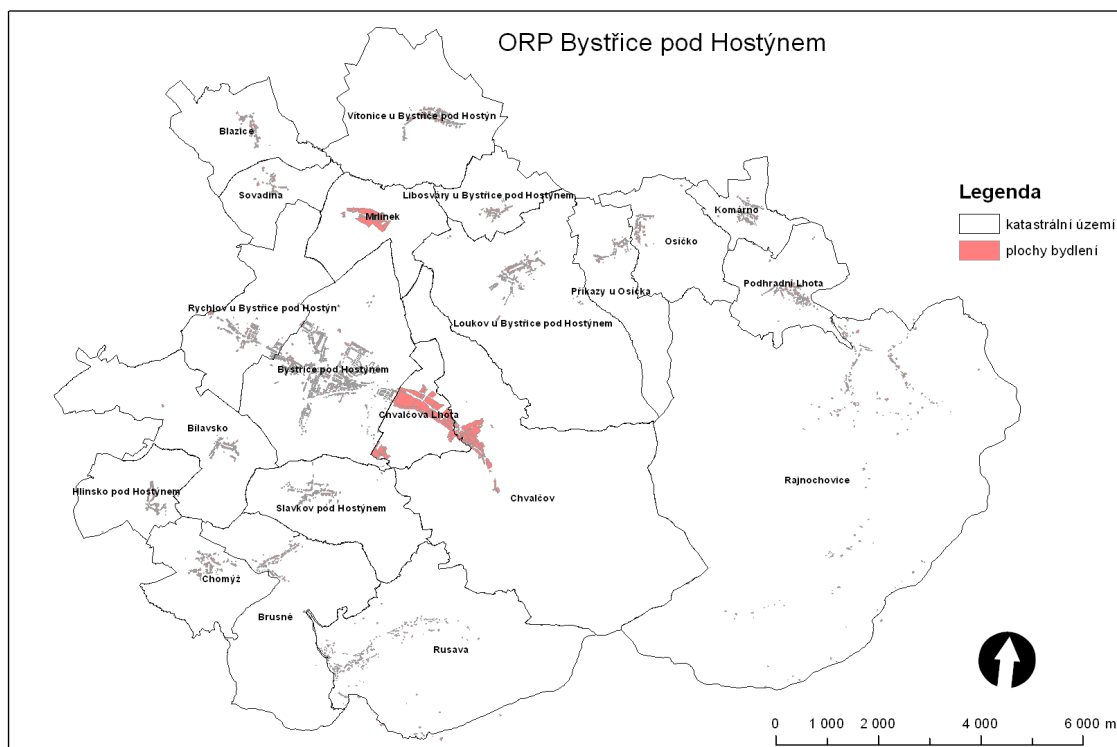 ORP Bystřice pod Hostýnem
Vítonice u Bystřice pod Hostýn
Blazice
Sovadina
Libosváry u Bystřice pod Hostýnem
Mrlínek
Komárno
Osíčko
Legenda
katastrální území
plochy bydlení
Příkazy u Osíčka
Podhradní Lhota
Rychlov u Bystřice pod Hostýn*
Loukov u Bystřice pod Hostýnem
Bystřice pod Hostýnem
Chvalčova Lhota
Bílavsko
Rajnochovice
Hlinsko pod Hostýnem
Chvalčov
Slavkov pod Hostýnem
Chomýž
Brusné
Rusava
0 1 000 2 000 4 000 6 000 m